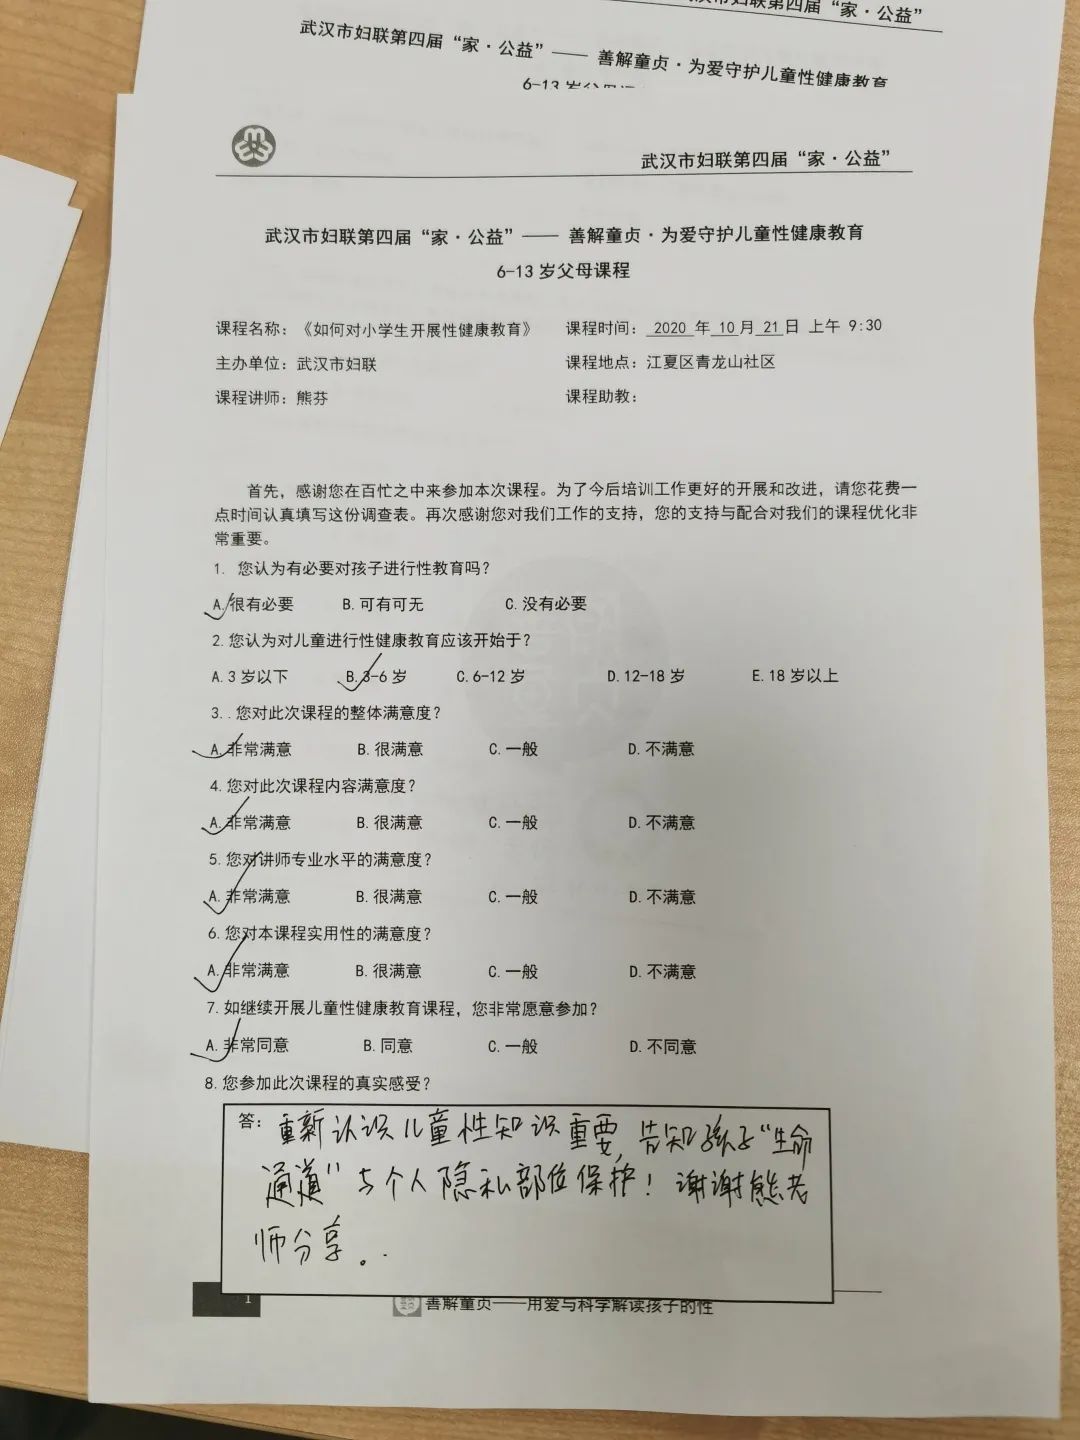 武汉市妇联第四届“家·公益”
武汉市妇联第四届“家·公益”—— 善解童贞·为爱守护儿童性健康教育
武汉市妇联第四届“家·公益”
武汉市妇联第四届“家·公益”—— 善解童贞·为爱守护儿童性健康教育
6-13 岁父母课程
课程名称：《如何对小学生开展性健康教育》 课程时间： 2020 年 10 月 21 日 上午 9:30
主办单位：武汉市妇联 课程地点：江夏区青龙山社区
课程讲师：熊芬 课程助教：
首先，感谢您在百忙之中来参加本次课程。为了今后培训工作更好的开展和改进，请您花费一
点时间认真填写这份调查表。再次感谢您对我们工作的支持，您的支持与配合对我们的课程优化非
常重要。
1. 您认为有必要对孩子进行性教育吗？
A.很有必要 B.可有可无 C.没有必要
2.您认为对儿童进行性健康教育应该开始于？
A.3 岁以下 B.3-6 岁 C.6-12 岁 D.12-18 岁 E.18 岁以上
3..您对此次课程的整体满意度？
A.非常满意 B.很满意 C.一般 D.不满意
4.您对此次课程内容满意度？
A.非常满意 B.很满意 C.一般 D.不满意
5.您对讲师专业水平的满意度？
A.非常满意 B.很满意 C.一般 D.不满意
6.您对本课程实用性的满意度？
A.非常满意 B.很满意 C.一般 D.不满意
7.如继续开展儿童性健康教育课程，您非常愿意参加？
A.非常同意 B.同意 C.一般 D.不同意
8.您参加此次课程的真实感受？
答：重新认识儿童性知识重要，告知孩子“生命
通道”与个人隐私部位保护！谢谢熊老
师分享。
1 善解童贞——用爱与科学解读孩子的性